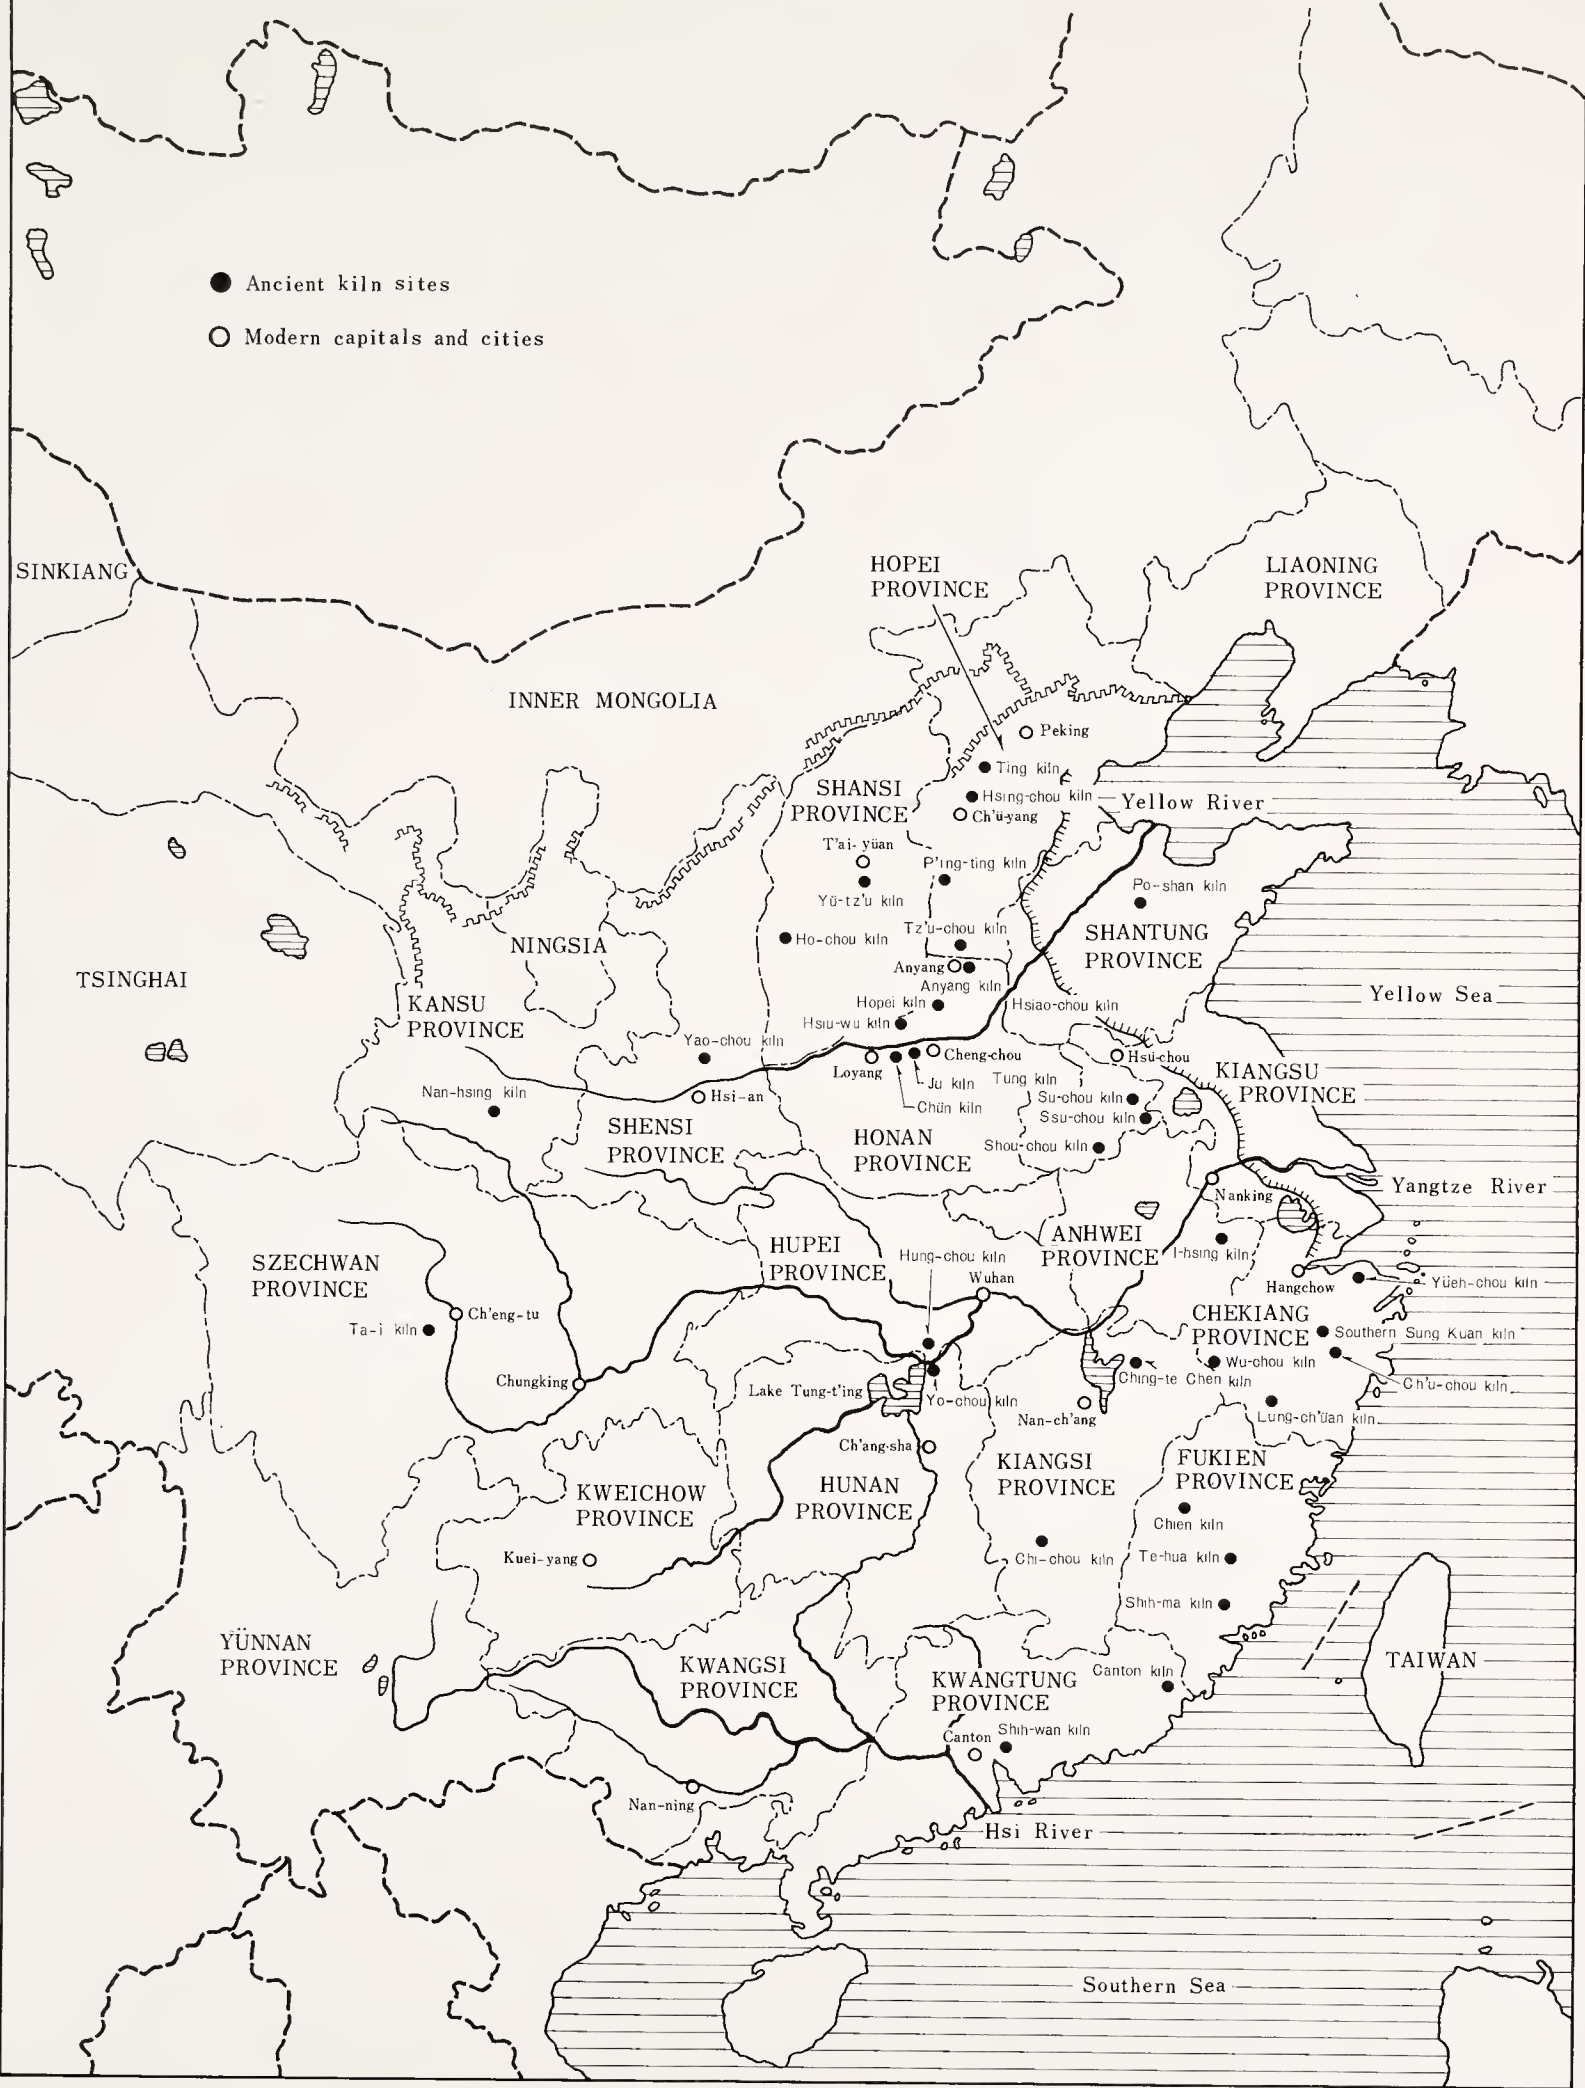 Ancient kiln sites
Modern capitals and cities
SINKIANG
HOPEI
PROVINCE
LIAONING
PROVINCE
INNER MONGOLIA
Peking
Ting kiln
SHANSI
PROVINCE
Hsing-chou kiln
Yellow River
Ch'ü-yang
T'ai-yüan
P'ing-ting kiln
Yü-tz'u kiln
Po-shan kiln
Tz'u-chou kiln
SHANTUNG
PROVINCE
Ho-chou kiln
NINGSIA
TSINGHAI
Anyang
Anyang kiln
KANSU
PROVINCE
Yellow Sea
Hopei kiln
Hsiao-chou kiln
Hsiu-wu kiln
Yao-chou kiln
Loyang
Cheng-chou
Hsü-chou
KIANGSU
PROVINCE
Ju kiln
Tung kiln
Nan-hsing kiln
Hsi-an
Chün kiln
Su-chou kiln
Ssu-chou kiln
SHENSI
PROVINCE
HONAN
PROVINCE
Shou-chou kiln
Yangtze River
Nanking
SZECHWAN
PROVINCE
HUPEI
PROVINCE
Hung-chou kiln
ANHWEI
PROVINCE
I-hsing kiln
Wuhan
Hangchow
Yüeh-chou kiln
Ch'eng-tu
Ta-i kiln
CHEKIANG
PROVINCE
Southern Sung Kuan kiln
Wu-chou kiln
Chungking
Lake Tung-t'ing
Ching-te Chen kiln
Ch'u-chou kiln
Yo-chou kiln
Nan-ch'ang
Lung-ch'üan kiln
Ch'ang-sha
KIANGSI
PROVINCE
FUKIEN
PROVINCE
KWEICHOW
PROVINCE
HUNAN
PROVINCE
Chien kiln
Kuei-yang
Chi-chou kiln
Te-hua kiln
Shih-ma kiln
YÜNNAN
PROVINCE
KWANGSI
PROVINCE
KWANGTUNG
PROVINCE
Canton kiln
TAIWAN
Canton
Shih-wan kiln
Nan-ning
Hsi River
Southern Sea